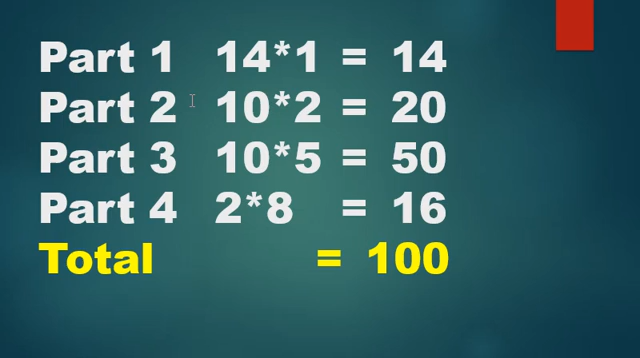 Part 1 14*1 = 14
Part 2 10*2 = 20
Part 3 10*5 = 50
Part 4 2*8 = 16
Total = 100